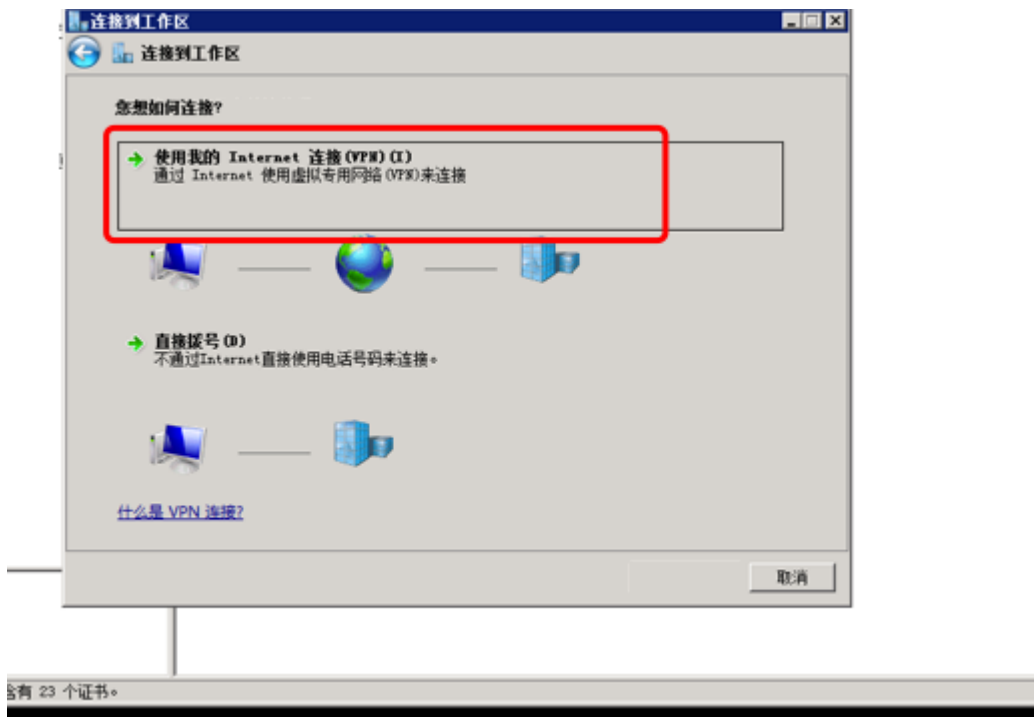 连接到工作区
连接到工作区
您想如何连接?
使用我的 Internet 连接(VPN)(I)
通过 Internet 使用虚拟专用网络(VPN)来连接
直接拨号(D)
不通过Internet直接使用电话号码来连接。
什么是 VPN 连接?
取消
含有 23 个证书。